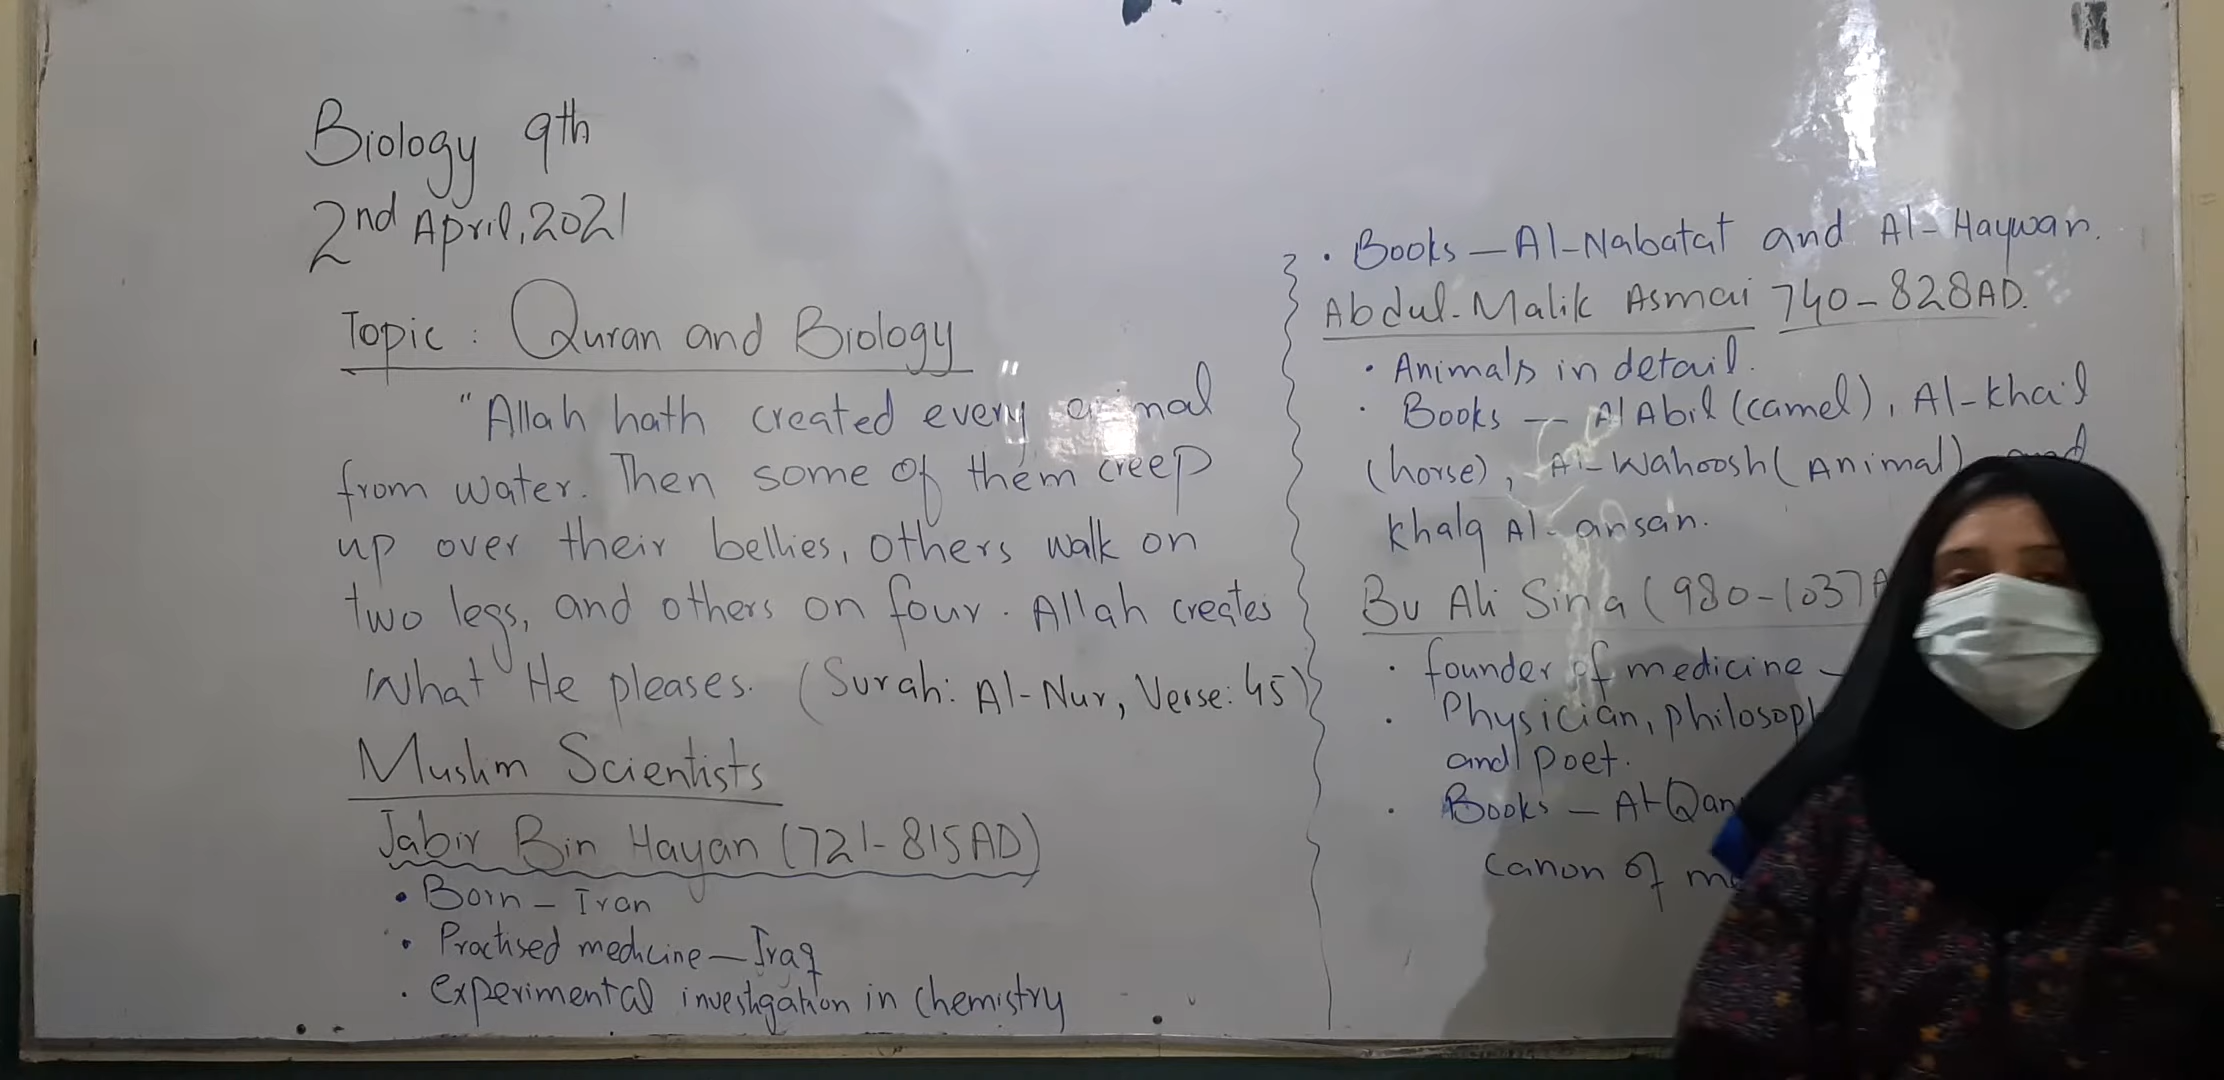 Biology 9th
2nd April, 2021
Topic : Quran and Biology
"Allah hath created every animal
from water. Then some of them creep
up over their bellies, others walk on
two legs, and others on four. Allah creates
What He pleases. (Surah: Al-Nur, Verse: 45)
Muslim Scientists
Jabir Bin Hayan (721-815AD)
• Born – Iran
• Practised medicine – Iraq
• experimental investigation in chemistry
• Books – Al-Nabatat and Al-Haywan.
Abdul-Malik Asmai 740-828AD.
• Animals in detail.
• Books – Al Abil (camel), Al-khail
(horse), Al-Wahoosh (Animal) and
khalq Al-ansan.
Bu Ali Sina (980-1037A
• founder of medicine –
• Physician, philosoph
and poet.
• Books – Al-Qan
canon of me